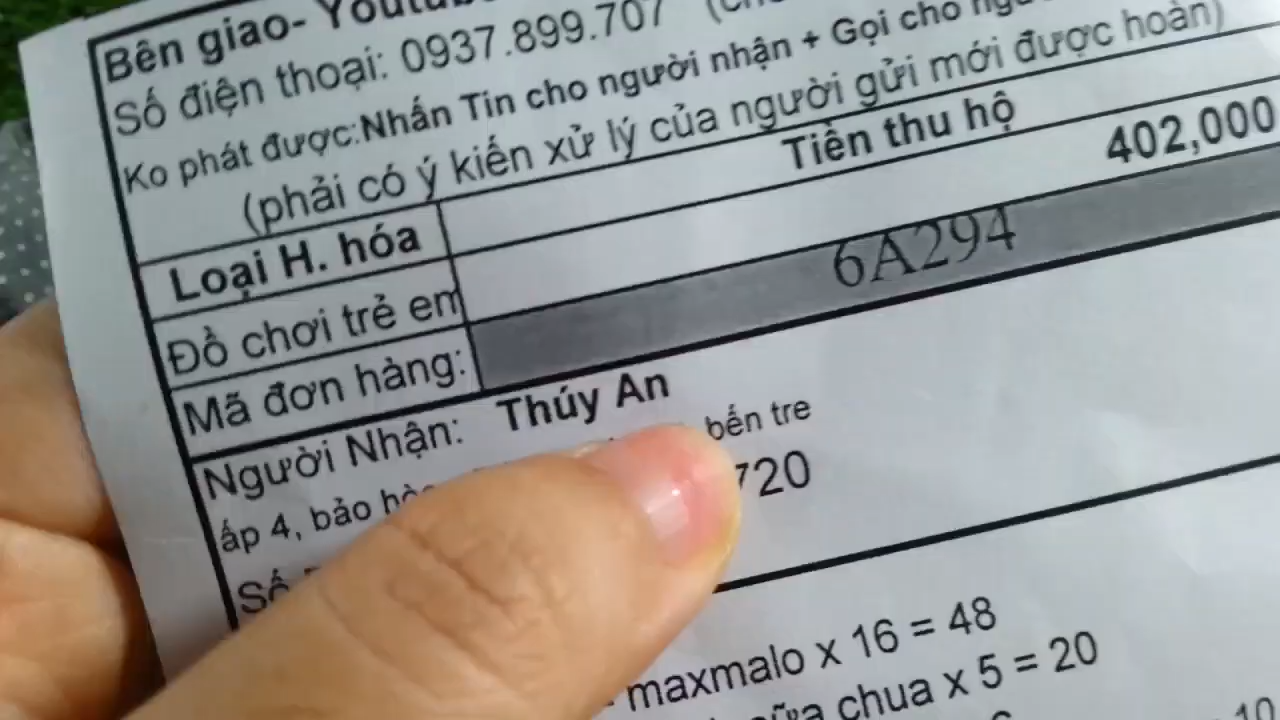 Bên giao- Youtube
Số điện thoại: 0937.899.707
Ko phát được:Nhấn Tin cho người nhận + Gọi cho
(phải có ý kiến xử lý của người gửi mới được hoàn)
Loại H. hóa
Tiền thu hộ
Đồ chơi trẻ em
402,000
Mã đơn hàng:
6A294
Người Nhận: Thúy An
ấp 4, bảo bến tre
Số 720
maxmalo x 16 = 48
chua x 5 = 20
10